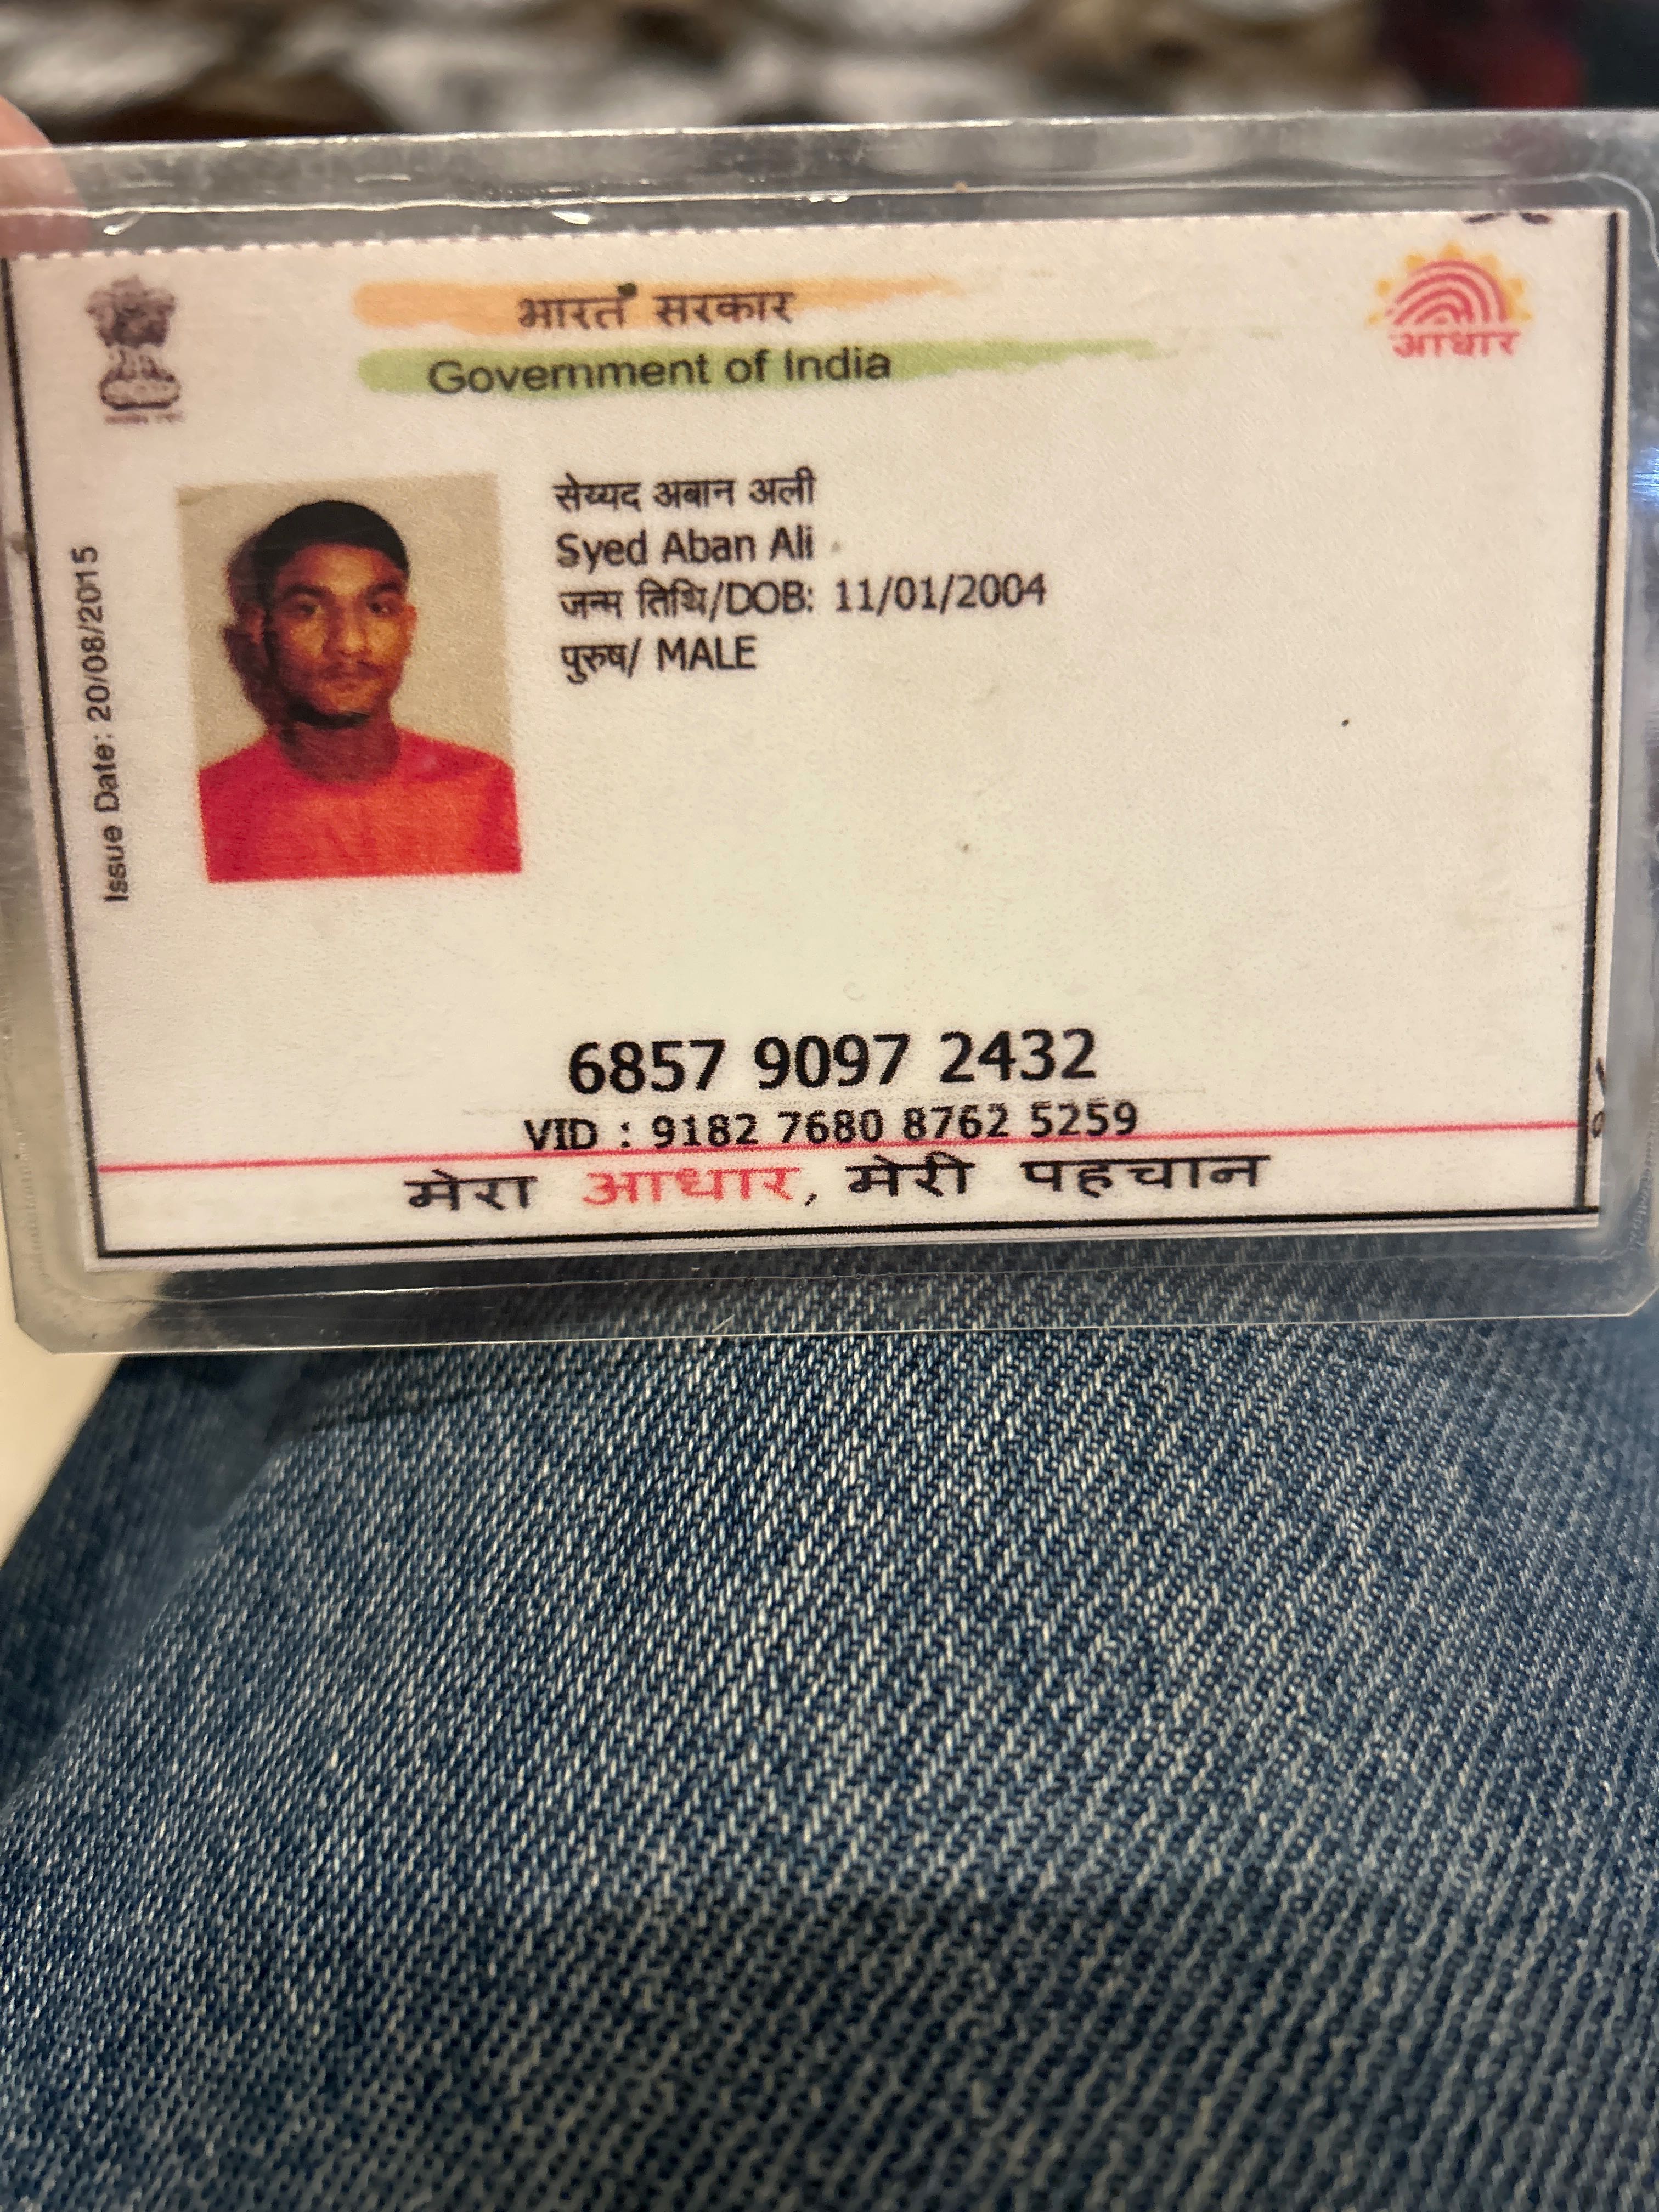 भारत सरकार
Government of India
आधार
Issue Date: 20/08/2015
सेय्यद अबान अली
Syed Aban Ali
जन्म तिथि/DOB: 11/01/2004
पुरुष/ MALE
6857 9097 2432
VID : 9182 7680 8762 5259
मेरा आधार, मेरी पहचान